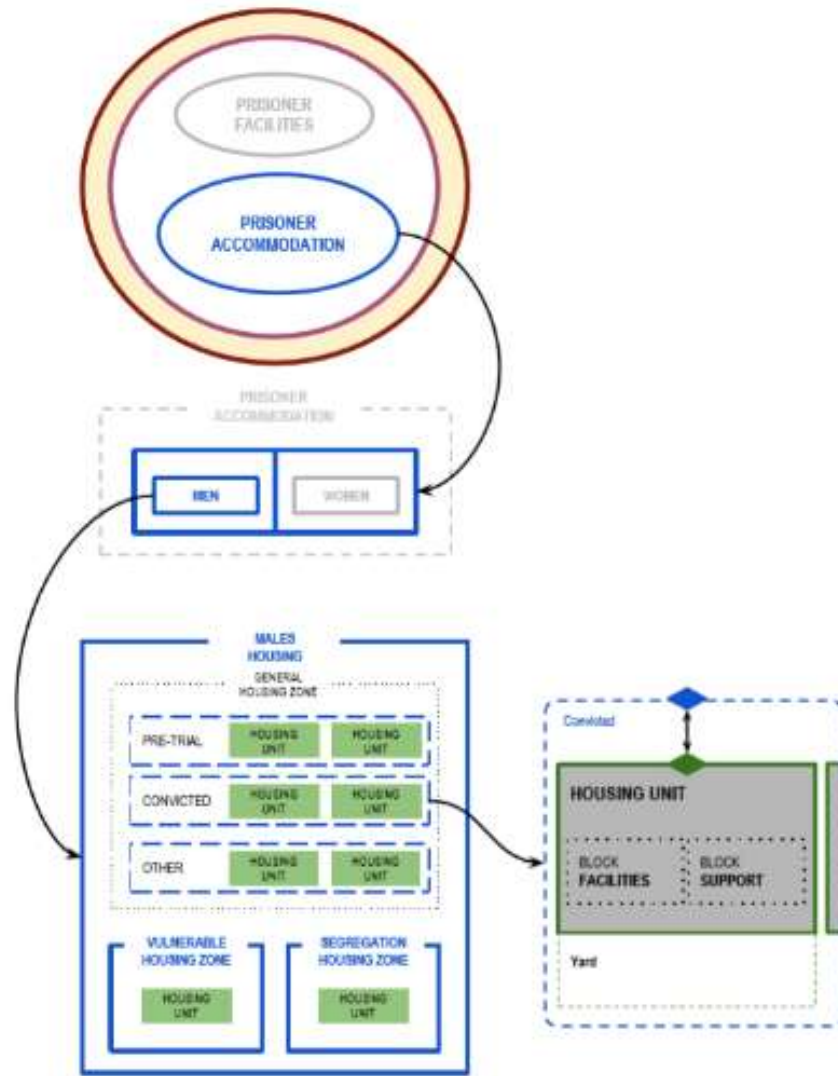 PRISONER
FACILITIES
PRISONER
ACCOMMODATION
PRISONER
ACCOMMODATION
MEN
WOMEN
MALES
HOUSING
GENERAL
HOUSING ZONE
PRE-TRIAL
HOUSING
UNIT
HOUSING
UNIT
CONVICTED
HOUSING
UNIT
HOUSING
UNIT
OTHER
HOUSING
UNIT
HOUSING
UNIT
VULNERABLE
HOUSING ZONE
HOUSING
UNIT
SEGREGATION
HOUSING ZONE
HOUSING
UNIT
Convicted
HOUSING UNIT
BLOCK
FACILITIES
BLOCK
SUPPORT
Yard